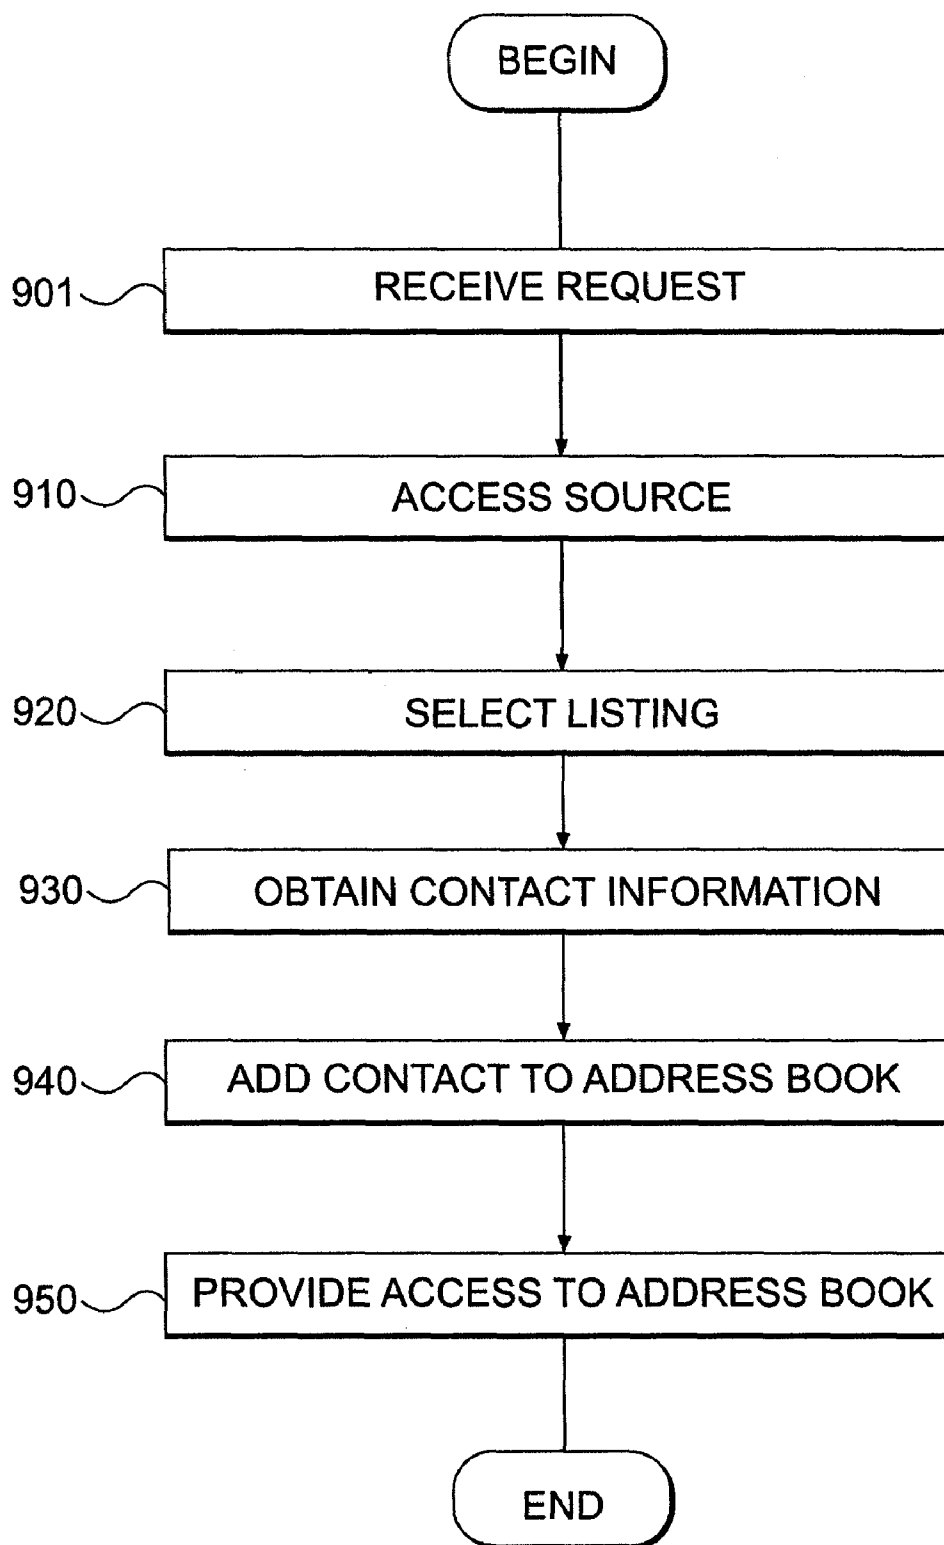 BEGIN
901 RECEIVE REQUEST
910 ACCESS SOURCE
920 SELECT LISTING
930 OBTAIN CONTACT INFORMATION
940 ADD CONTACT TO ADDRESS BOOK
950 PROVIDE ACCESS TO ADDRESS BOOK
END